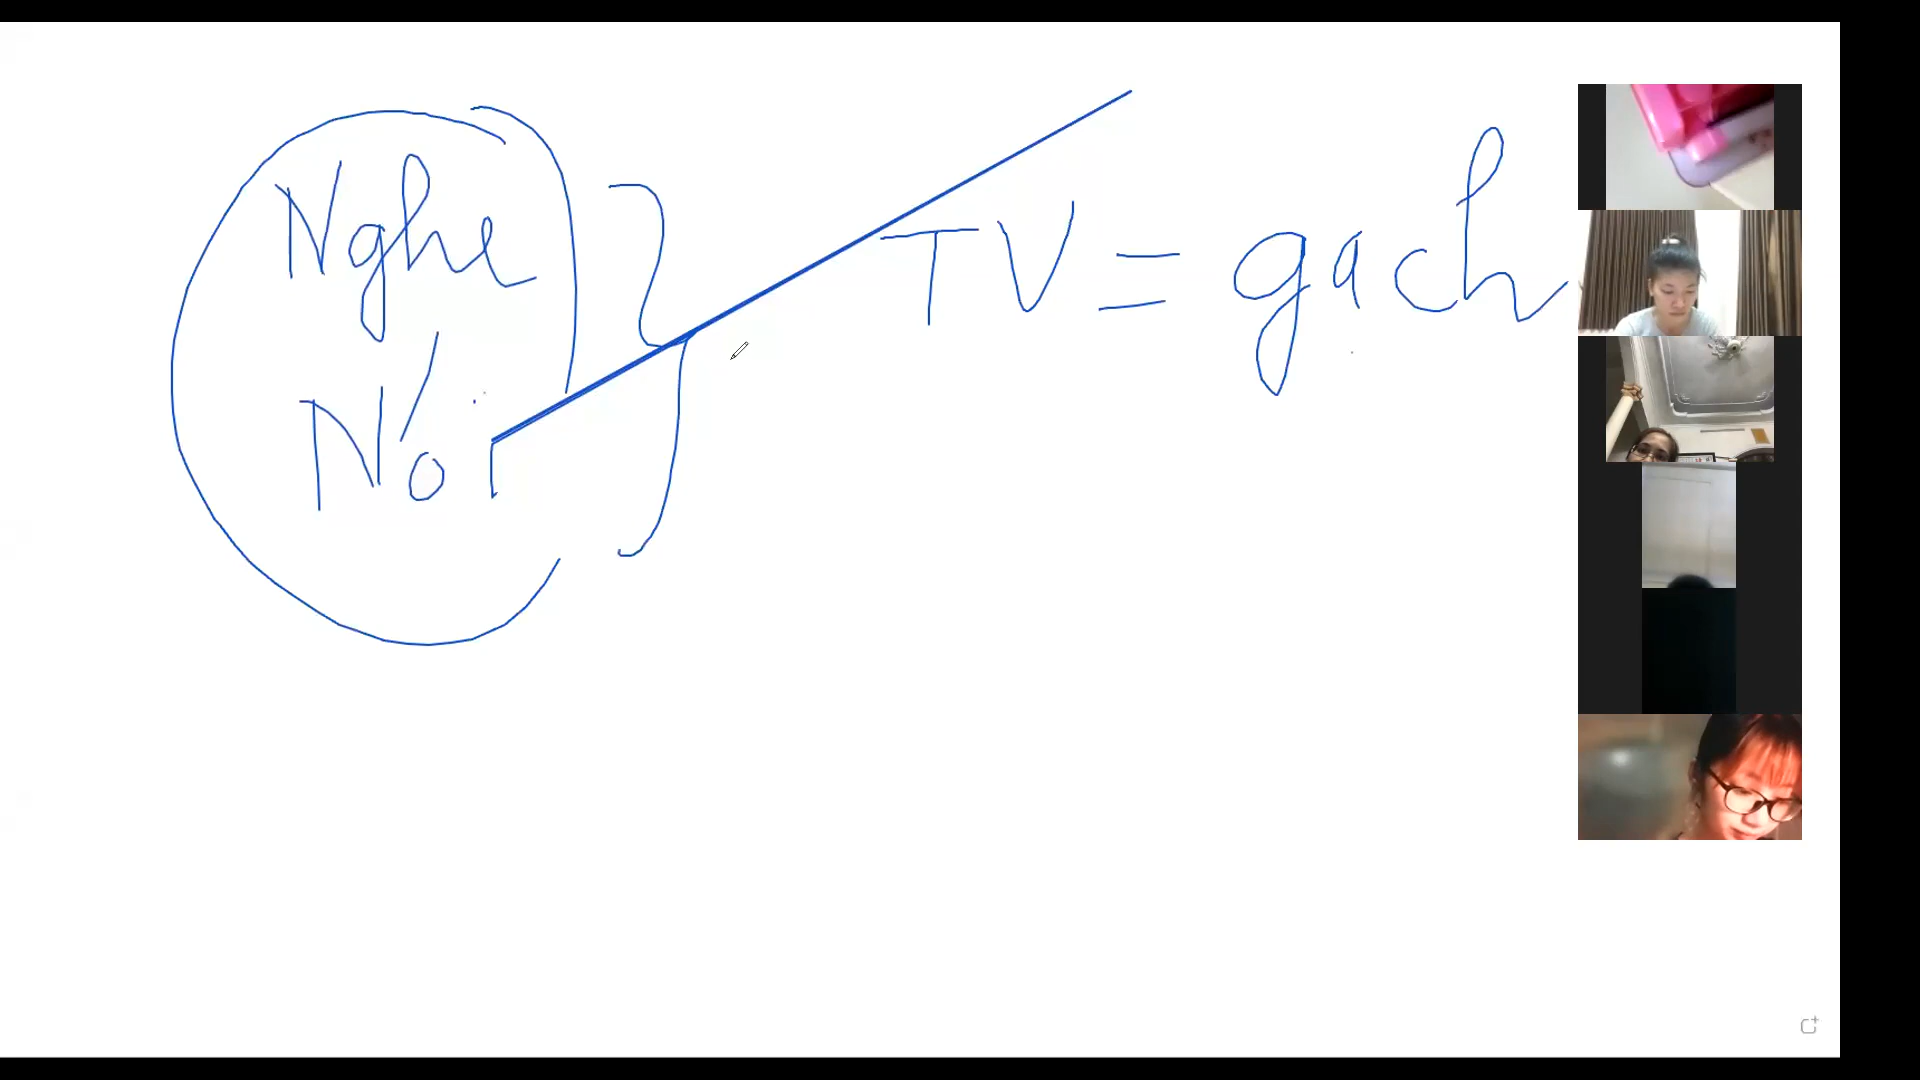 Nghe
Nói
TV = gạch